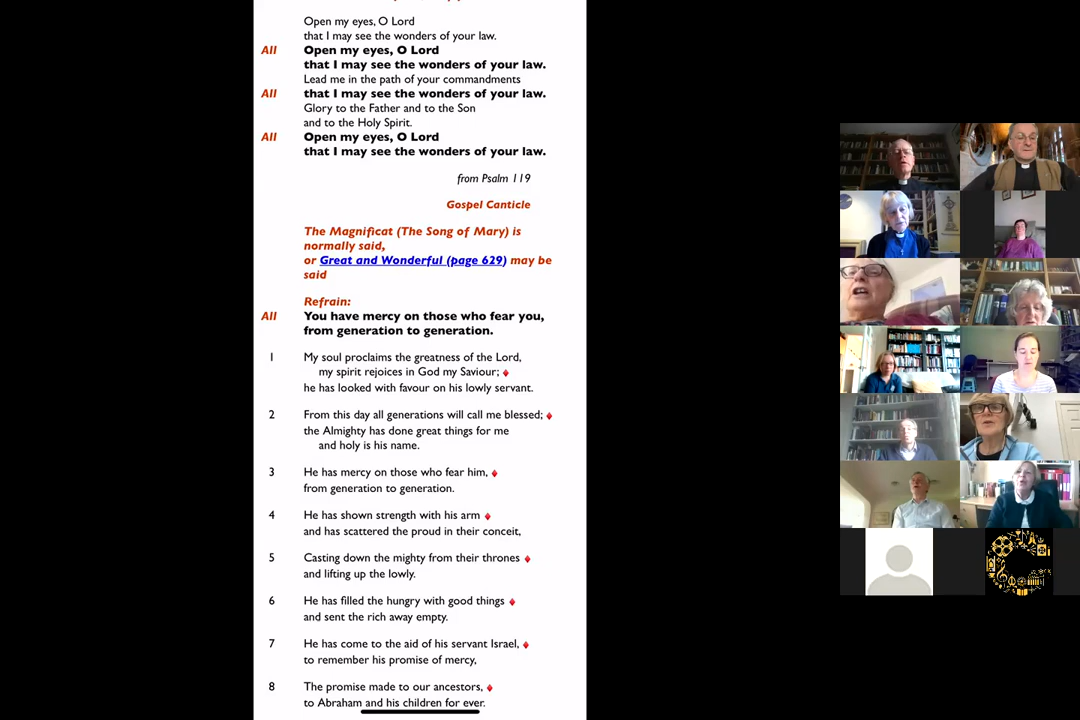 Open my eyes, O Lord
that I may see the wonders of your law.
All Open my eyes, O Lord
that I may see the wonders of your law.
Lead me in the path of your commandments
All that I may see the wonders of your law.
Glory to the Father and to the Son
and to the Holy Spirit.
All Open my eyes, O Lord
that I may see the wonders of your law.
from Psalm 119
Gospel Canticle
The Magnificat (The Song of Mary) is
normally said,
or Great and Wonderful (page 629) may be
said
Refrain:
All You have mercy on those who fear you,
from generation to generation.
1 My soul proclaims the greatness of the Lord,
my spirit rejoices in God my Saviour; ♦
he has looked with favour on his lowly servant.
2 From this day all generations will call me blessed; ♦
the Almighty has done great things for me
and holy is his name.
3 He has mercy on those who fear him, ♦
from generation to generation.
4 He has shown strength with his arm ♦
and has scattered the proud in their conceit,
5 Casting down the mighty from their thrones ♦
and lifting up the lowly.
6 He has filled the hungry with good things ♦
and sent the rich away empty.
7 He has come to the aid of his servant Israel, ♦
to remember his promise of mercy,
8 The promise made to our ancestors, ♦
to Abraham and his children for ever.